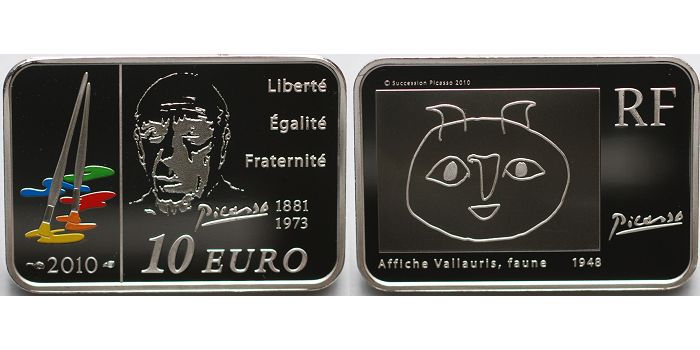 Liberté
Égalité
Fraternité
Picasso 1881
1973
2010 10 EURO
© Succession Picasso 2010
RF
Picasso
Affiche Vallauris, faune 1948